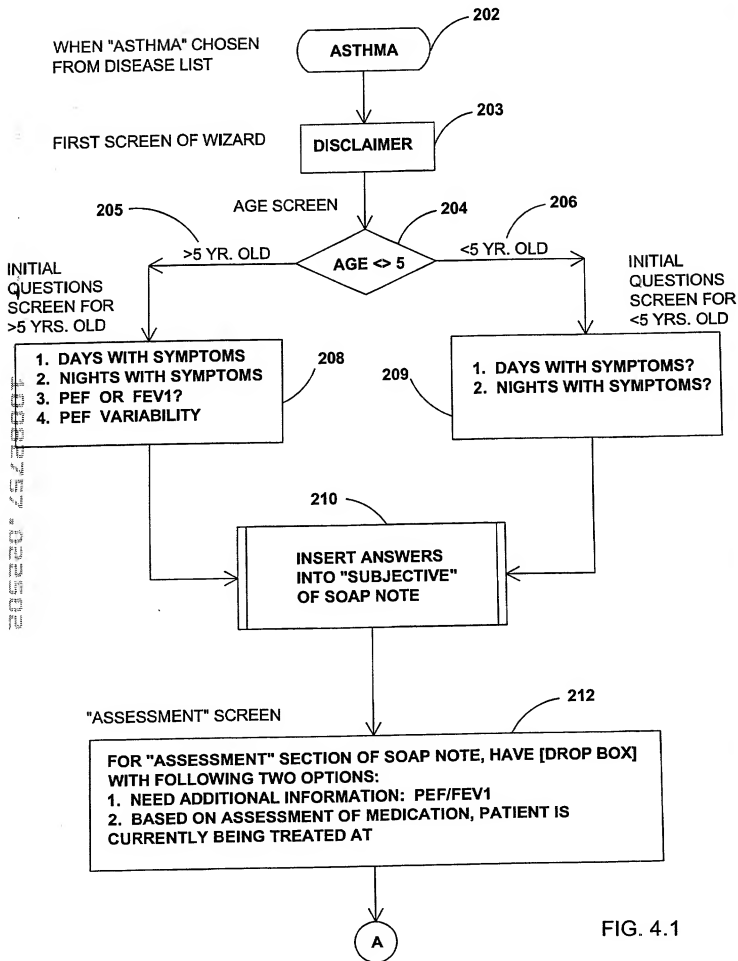 202
WHEN "ASTHMA" CHOSEN
FROM DISEASE LIST
ASTHMA
203
FIRST SCREEN OF WIZARD
DISCLAIMER
205
AGE SCREEN
204
206
>5 YR. OLD
<5 YR. OLD
AGE <> 5
INITIAL
QUESTIONS
SCREEN FOR
>5 YRS. OLD
INITIAL
QUESTIONS
SCREEN FOR
<5 YRS. OLD
1. DAYS WITH SYMPTOMS
2. NIGHTS WITH SYMPTOMS
3. PEF OR FEV1?
4. PEF VARIABILITY
208
209
1. DAYS WITH SYMPTOMS?
2. NIGHTS WITH SYMPTOMS?
210
INSERT ANSWERS
INTO "SUBJECTIVE"
OF SOAP NOTE
212
"ASSESSMENT" SCREEN
FOR "ASSESSMENT" SECTION OF SOAP NOTE, HAVE [DROP BOX]
WITH FOLLOWING TWO OPTIONS:
1. NEED ADDITIONAL INFORMATION: PEF/FEV1
2. BASED ON ASSESSMENT OF MEDICATION, PATIENT IS
CURRENTLY BEING TREATED AT
A
FIG. 4.1